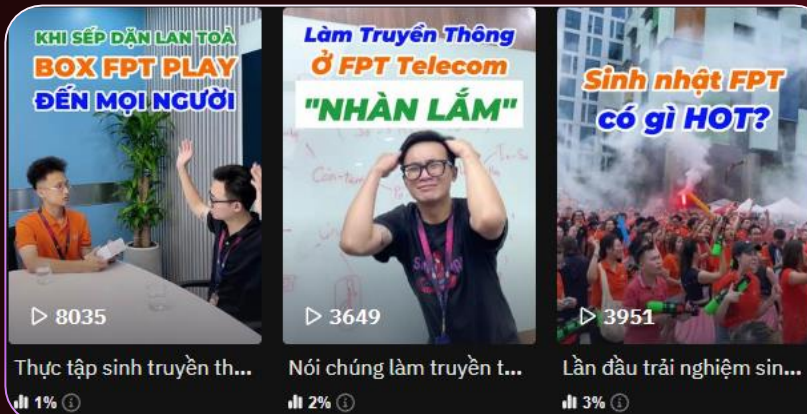 KHI SẾP DẶN LAN TOẢ
BOX FPT PLAY
ĐẾN MỌI NGƯỜI
8035
Thực tập sinh truyền th...
1%
Làm Truyền Thông
Ở FPT Telecom
"NHÀN LẮM"
3649
Nói chúng làm truyền t...
2%
Sinh nhật FPT
có gì HOT?
3951
Lần đầu trải nghiệm sin...
3%